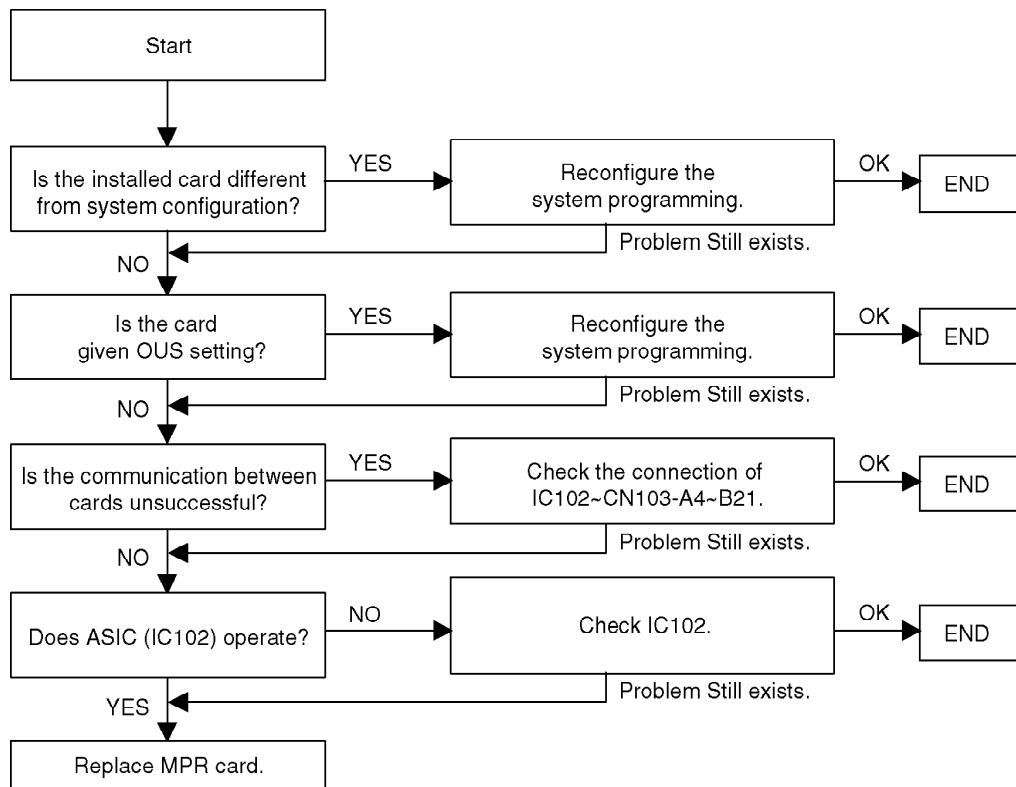 Start
Is the installed card different
from system configuration?
YES
Reconfigure the
system programming.
OK
END
Problem Still exists.
NO
Is the card
given OUS setting?
YES
Reconfigure the
system programming.
OK
END
Problem Still exists.
NO
Is the communication between
cards unsuccessful?
YES
Check the connection of
IC102~CN103-A4~B21.
OK
END
Problem Still exists.
NO
Does ASIC (IC102) operate?
NO
Check IC102.
OK
END
Problem Still exists.
YES
Replace MPR card.